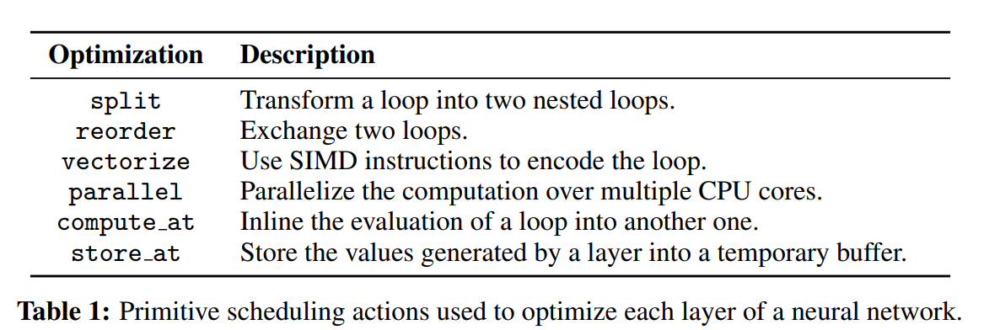 Optimization Description
split Transform a loop into two nested loops.
reorder Exchange two loops.
vectorize Use SIMD instructions to encode the loop.
parallel Parallelize the computation over multiple CPU cores.
compute_at Inline the evaluation of a loop into another one.
store_at Store the values generated by a layer into a temporary buffer.
Table 1: Primitive scheduling actions used to optimize each layer of a neural network.